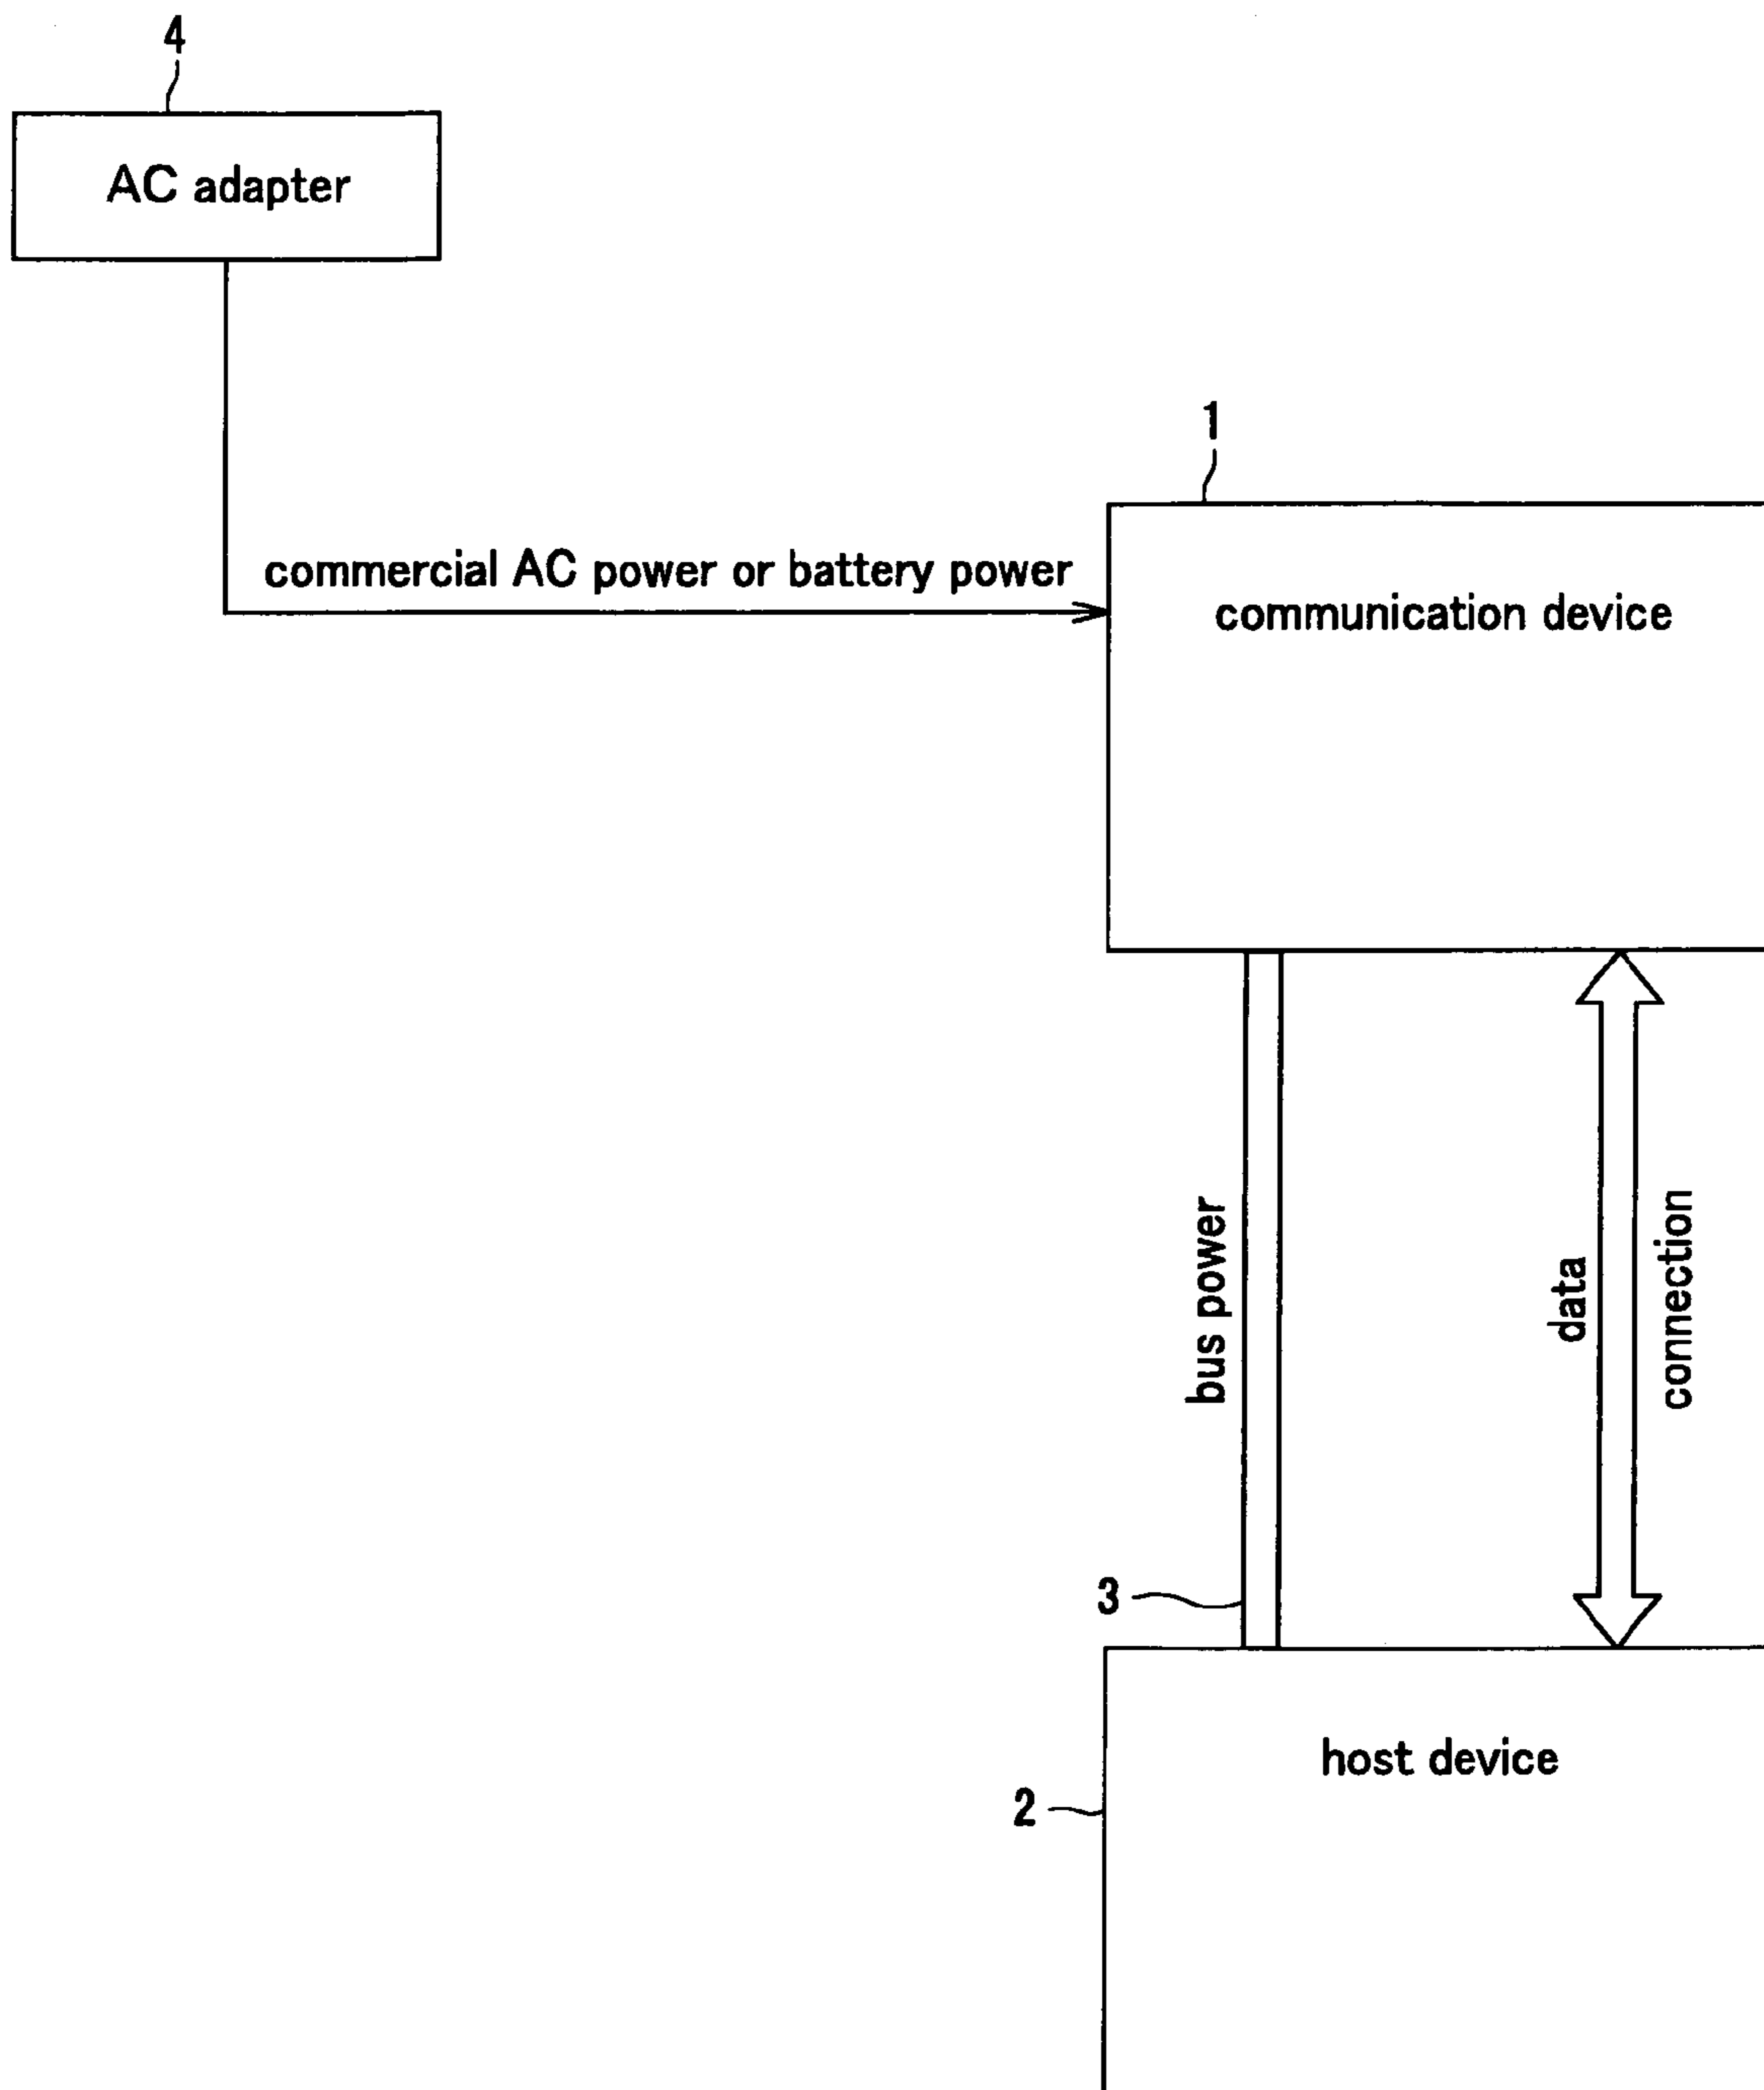 4
AC adapter
1
commercial AC power or battery power
communication device
bus power
data
connection
3
host device
2